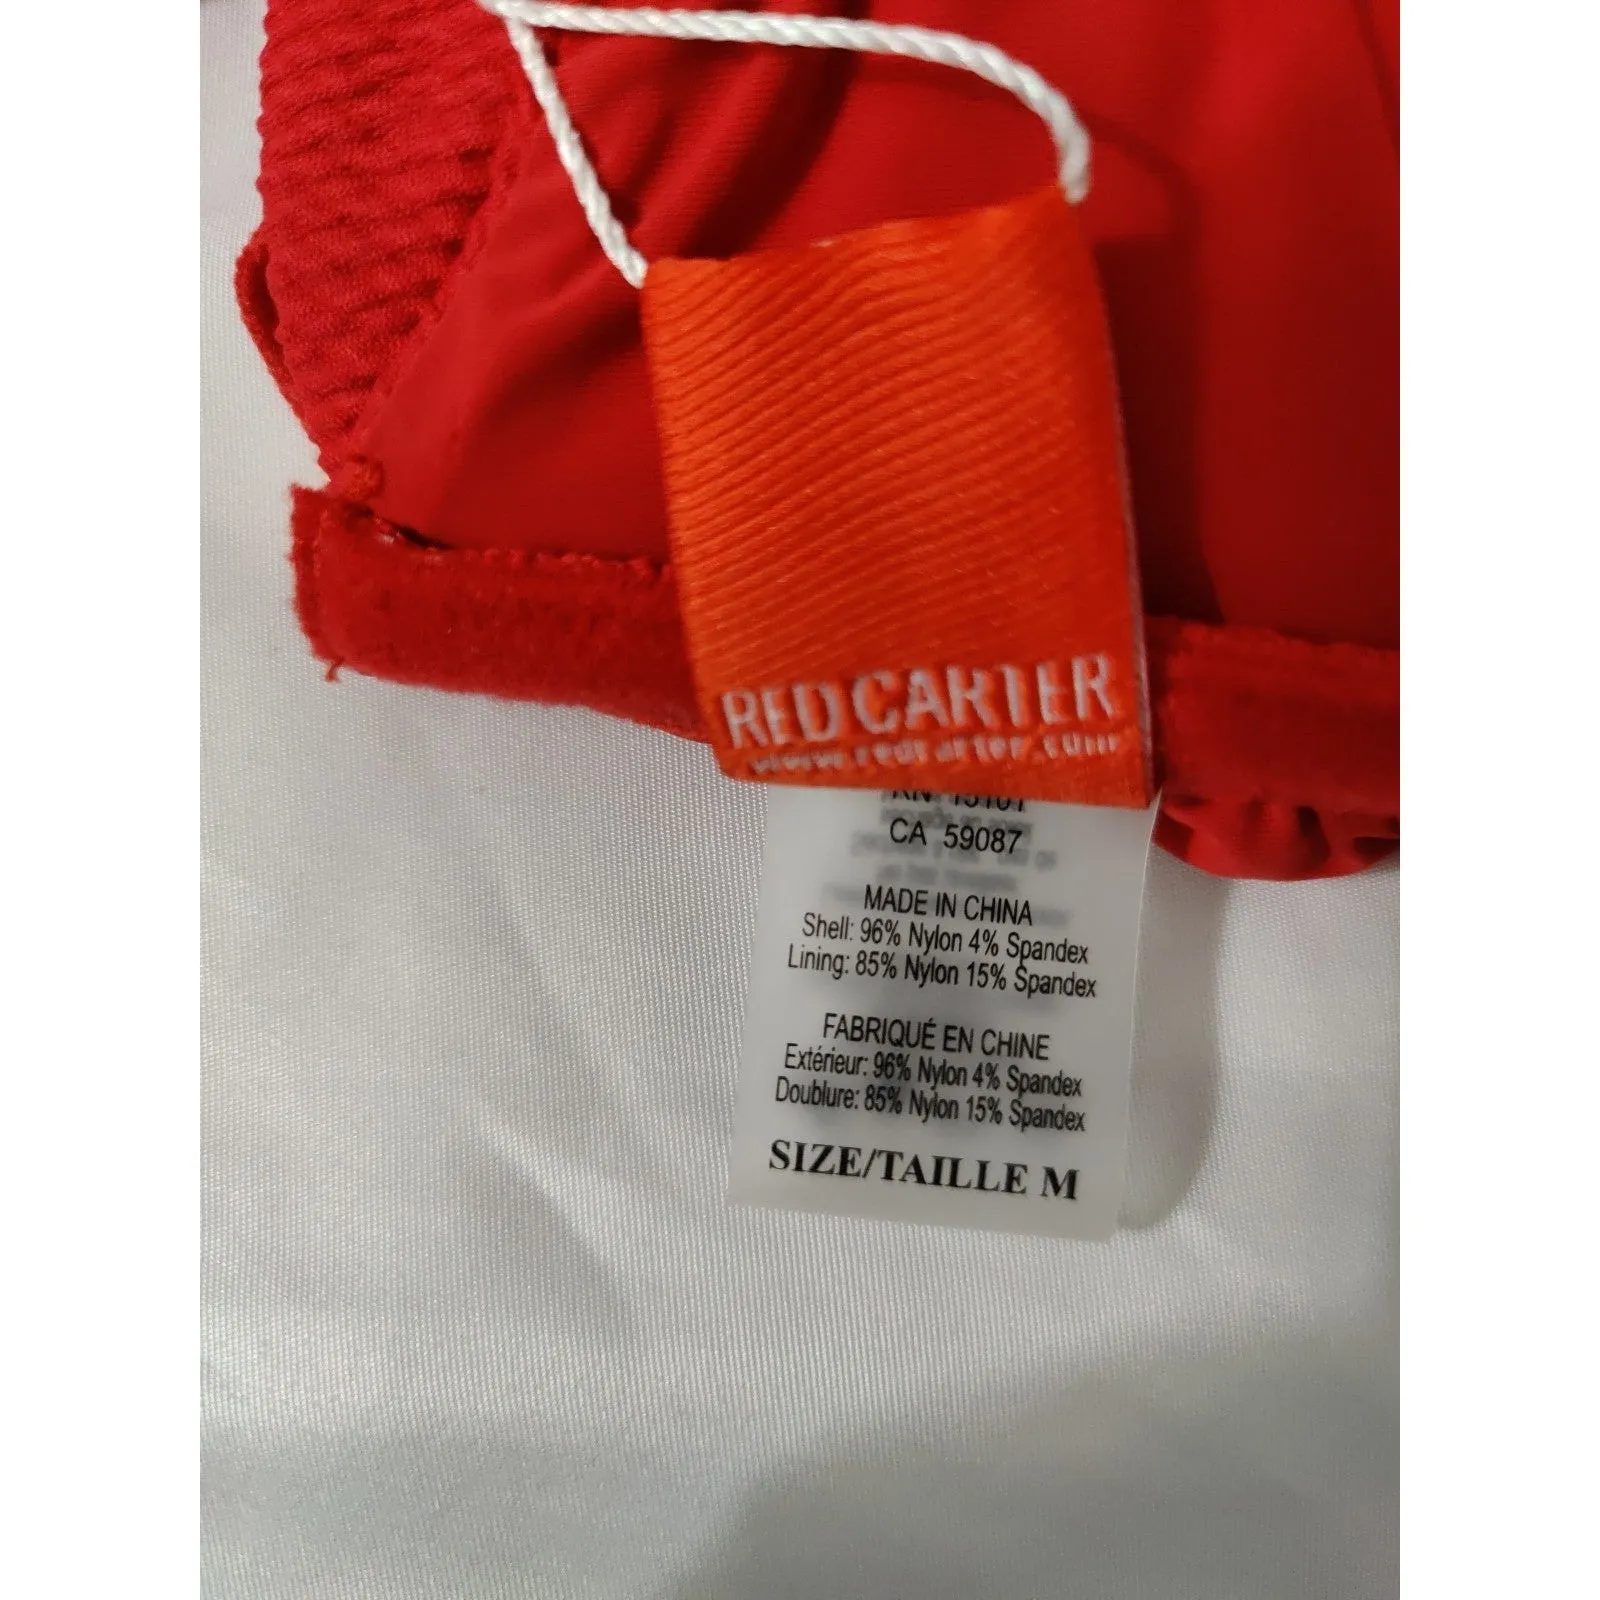 RED CARTER
www.redcarter.com
CA 59087
MADE IN CHINA
Shell: 96% Nylon 4% Spandex
Lining: 85% Nylon 15% Spandex
FABRIQUÉ EN CHINE
Extérieur: 96% Nylon 4% Spandex
Doublure: 85% Nylon 15% Spandex
SIZE/TAILLE M